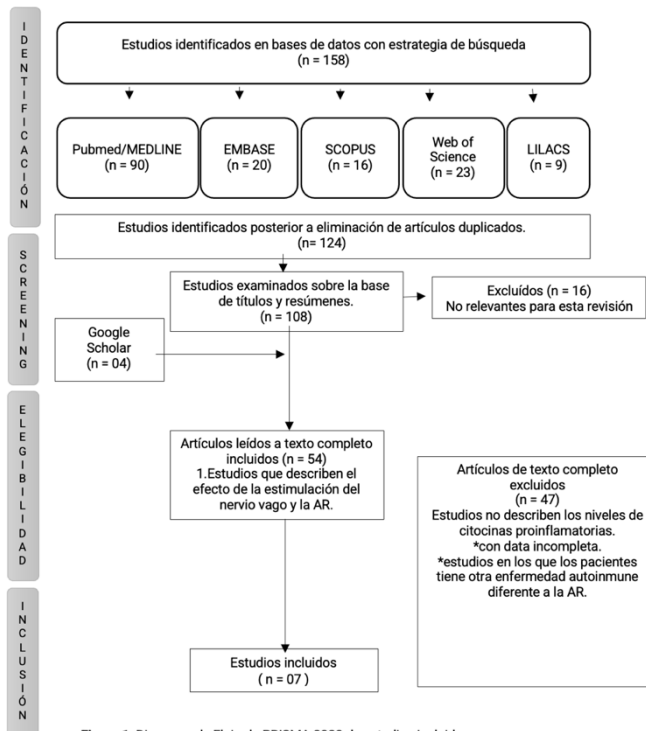 IDENTIFICACIÓN
Estudios identificados en bases de datos con estrategia de búsqueda
(n = 158)
Pubmed/MEDLINE
(n = 90)
EMBASE
(n = 20)
SCOPUS
(n = 16)
Web of
Science
(n = 23)
LILACS
(n = 9)
Estudios identificados posterior a eliminación de artículos duplicados.
(n= 124)
SCREENING
Estudios examinados sobre la base
de títulos y resúmenes.
(n = 108)
Excluídos (n = 16)
No relevantes para esta revisión
Google
Scholar
(n = 04)
ELEGIBILIDAD
Artículos leídos a texto completo
incluidos (n = 54)
1.Estudios que describen el
efecto de la estimulación del
nervio vago y la AR.
Artículos de texto completo
excluidos
(n = 47)
Estudios no describen los niveles de
citocinas proinflamatorias.
*con data incompleta.
*estudios en los que los pacientes
tiene otra enfermedad autoinmune
diferente a la AR.
INCLUSIÓN
Estudios incluidos
( n = 07 )